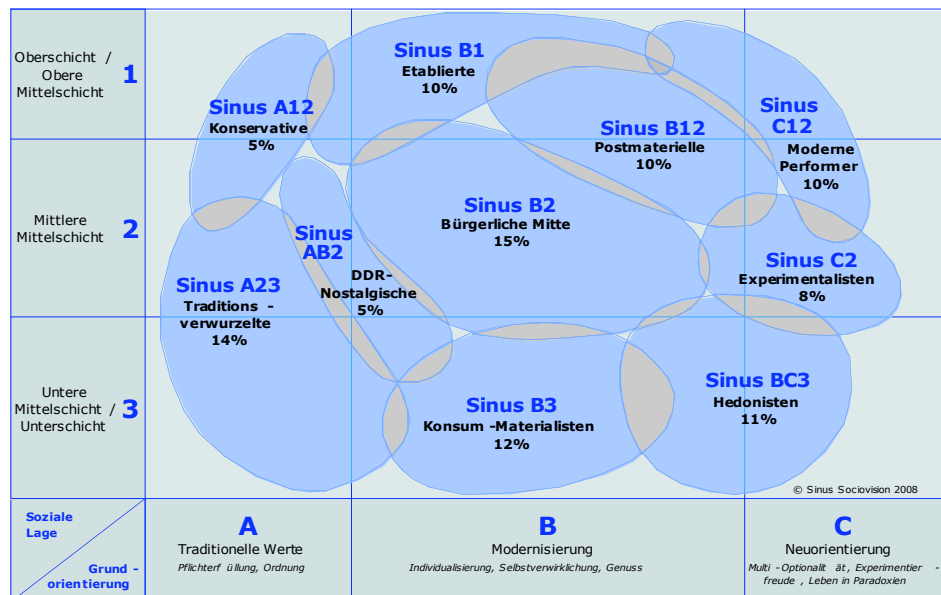 Oberschicht /
Obere
Mittelschicht
1
Sinus B1
Etablierte
10%
Sinus A12
Konservative
5%
Sinus B12
Postmaterielle
10%
Sinus
C12
Moderne
Performer
10%
Mittlere
Mittelschicht
2
Sinus B2
Bürgerliche Mitte
15%
Sinus
AB2
DDR-
Nostalgische
5%
Sinus C2
Experimentalisten
8%
Sinus A23
Traditions -
verwurzelte
14%
Untere
Mittelschicht /
Unterschicht
3
Sinus B3
Konsum -Materialisten
12%
Sinus BC3
Hedonisten
11%
© Sinus Sociovision 2008
Soziale
Lage
Grund -
orientierung
A
Traditionelle Werte
Pflichterf üllung, Ordnung
B
Modernisierung
Individualisierung, Selbstverwirklichung, Genuss
C
Neuorientierung
Multi -Optionalit ät, Experimentier -
freude , Leben in Paradoxien